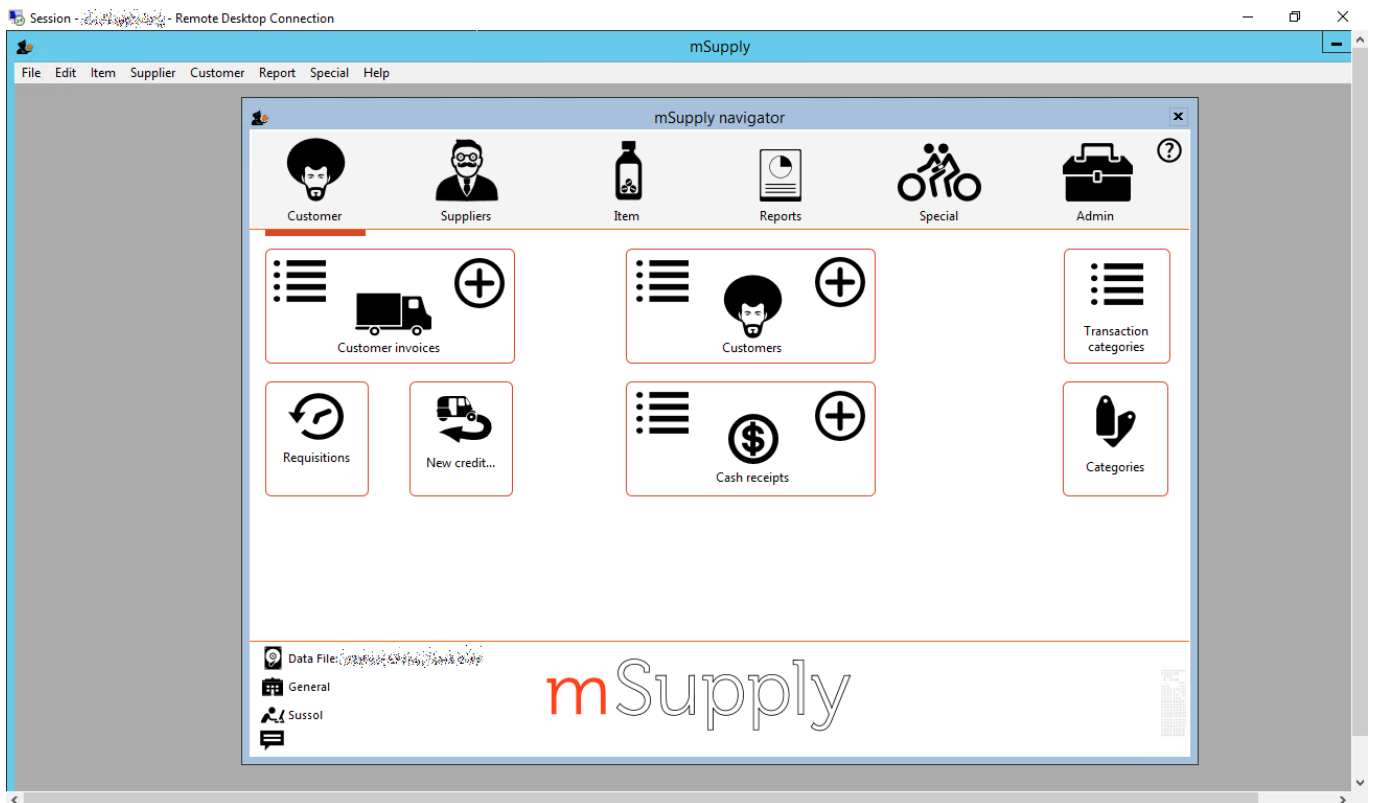 Session - - Remote Desktop Connection
mSupply
File Edit Item Supplier Customer Report Special Help
mSupply navigator
Customer Suppliers Item Reports Special Admin
Customer invoices
Customers
Transaction
categories
Requisitions
New credit...
Cash receipts
Categories
Data File:
General
Sussol
mSupply